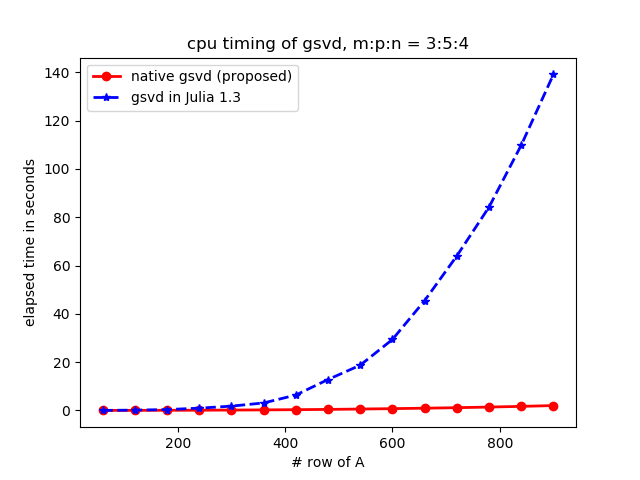 cpu timing of gsvd, m:p:n = 3:5:4
native gsvd (proposed)
gsvd in Julia 1.3
elapsed time in seconds
140
120
100
80
60
40
20
0
200 400 600 800
# row of A